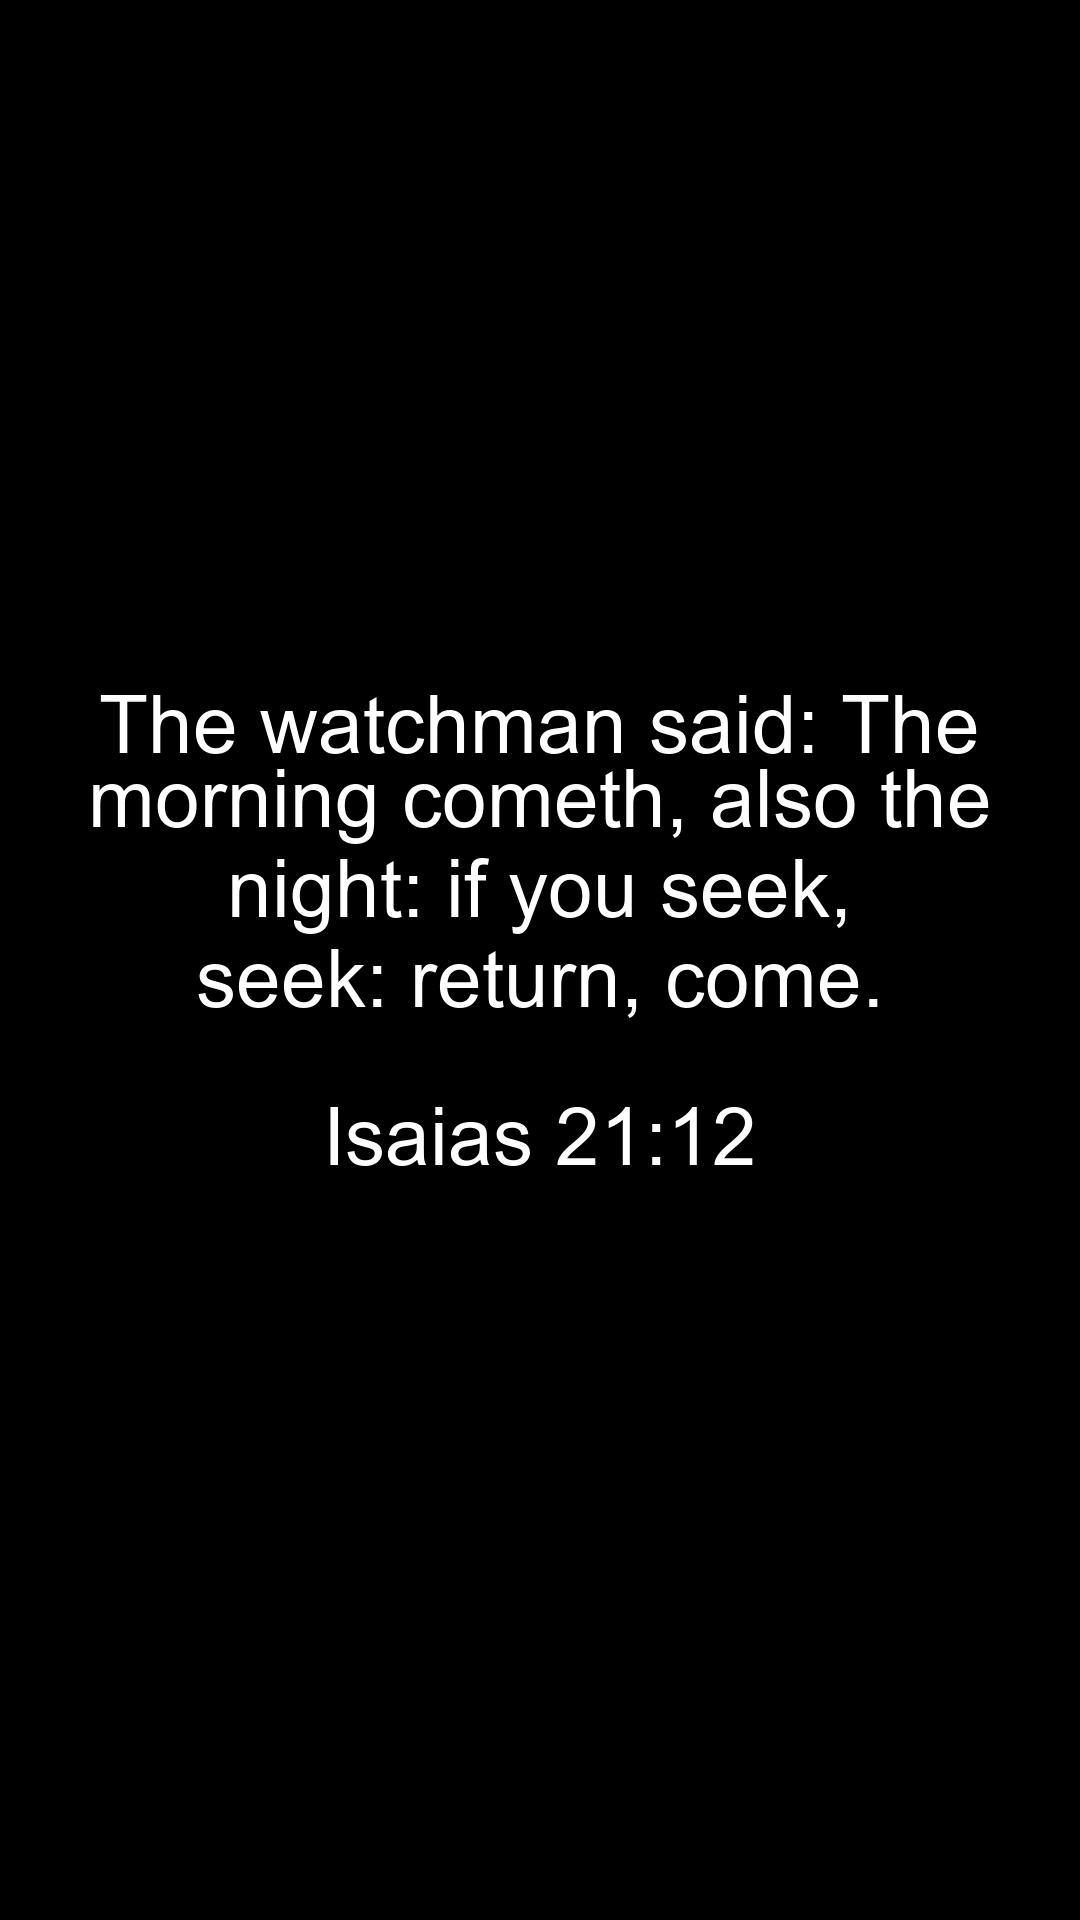 The watchman said: The
morning cometh, also the
night: if you seek,
seek: return, come.
Isaias 21:12